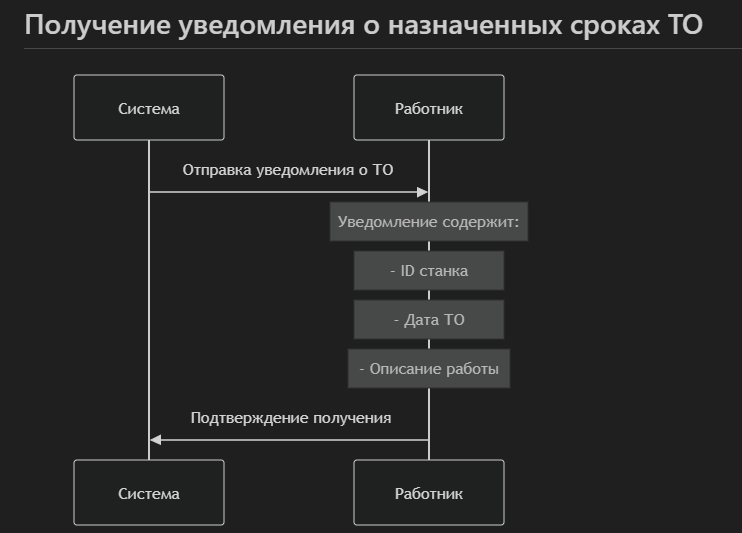 Получение уведомления о назначенных сроках ТО
Система
Работник
Отправка уведомления о ТО
Уведомление содержит:
- ID станка
- Дата ТО
- Описание работы
Подтверждение получения
Система
Работник